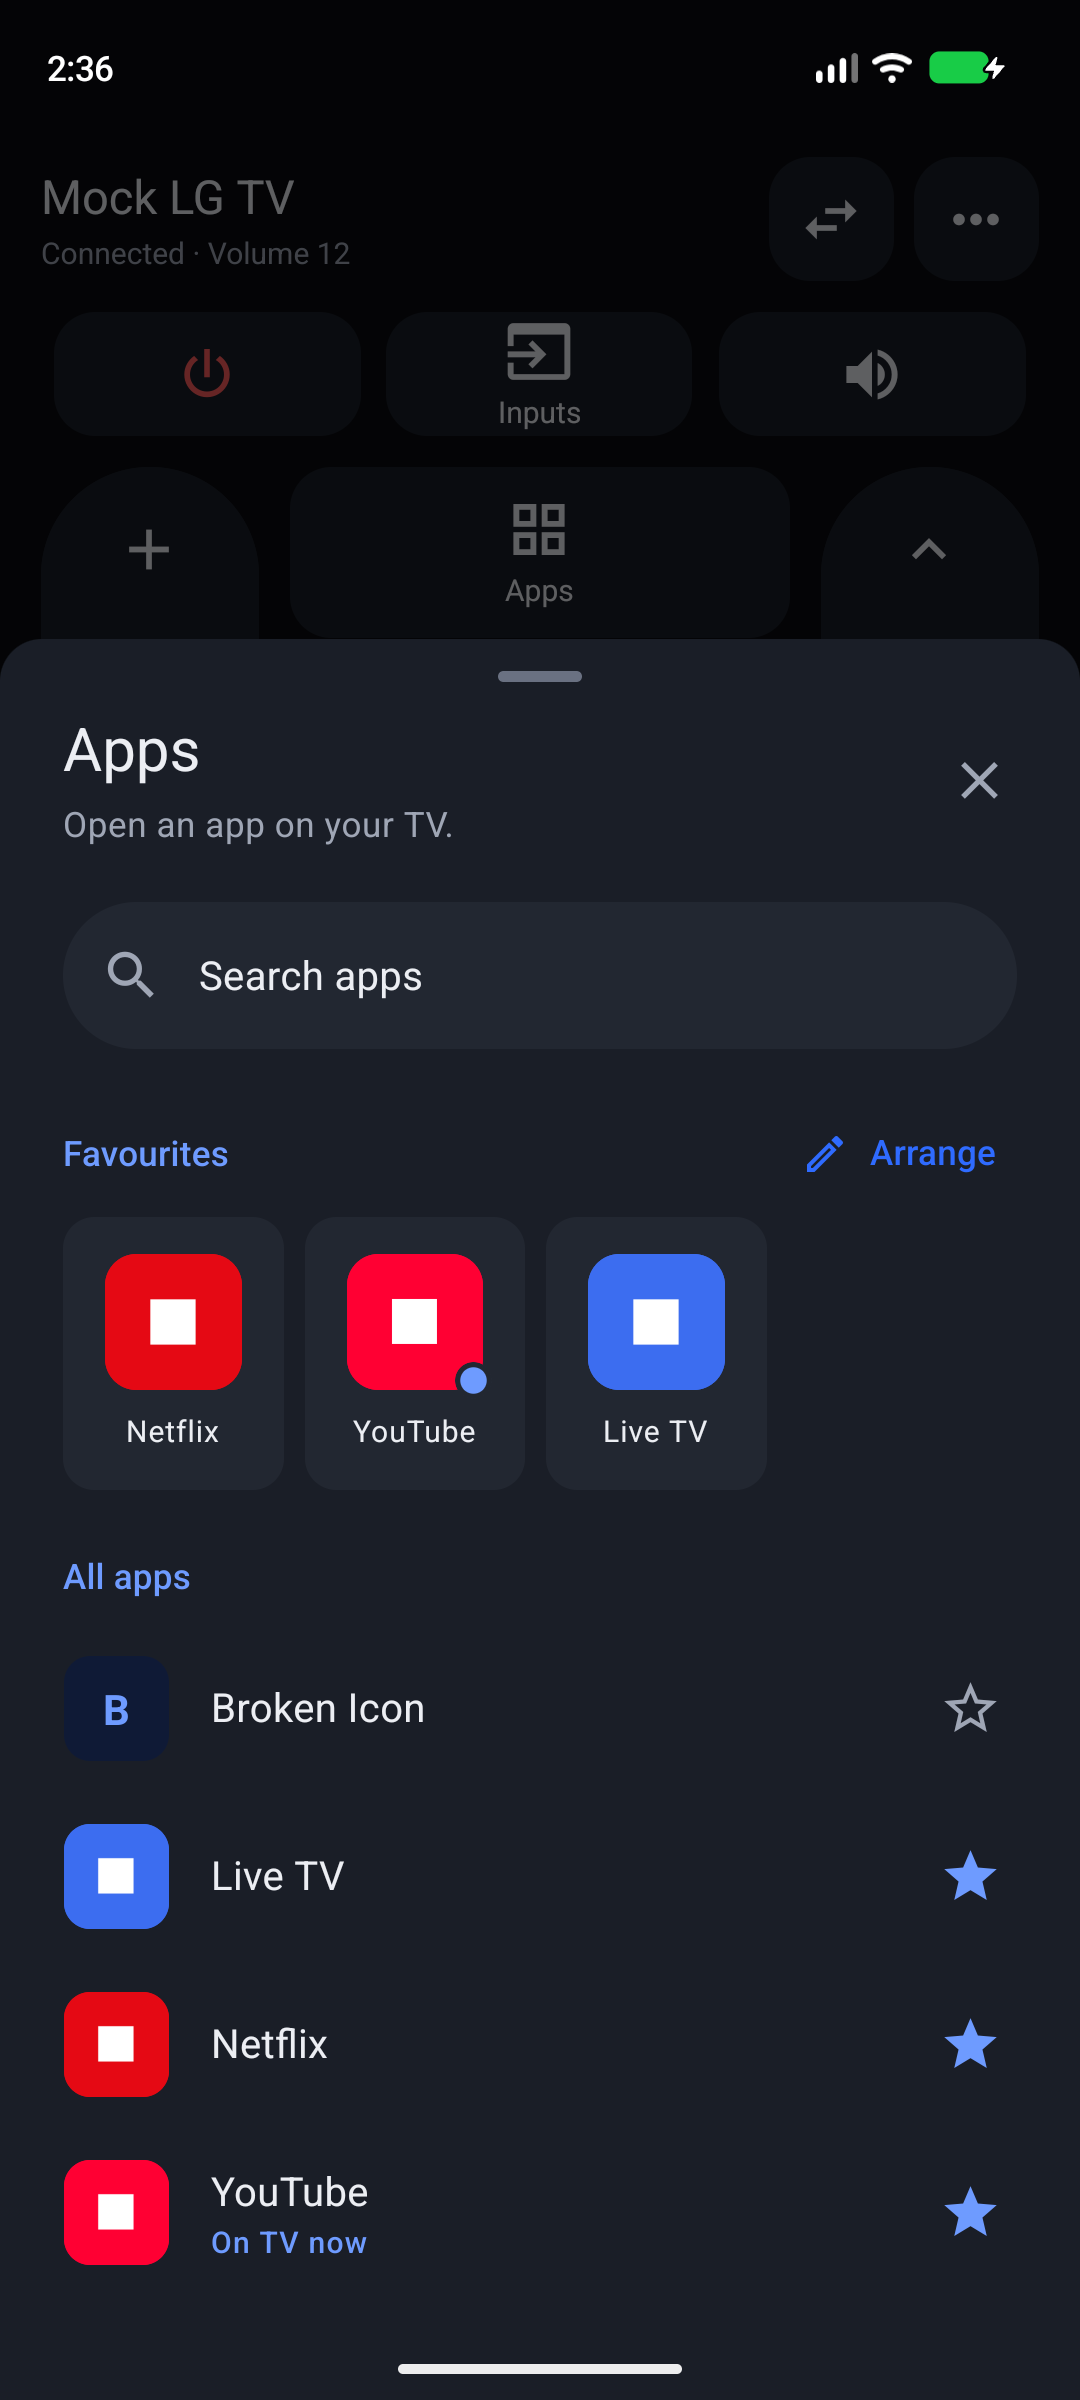 2:36
Mock LG TV
Connected · Volume 12
Inputs
Apps
Apps
Open an app on your TV.
Search apps
Favourites
Arrange
Netflix
YouTube
Live TV
All apps
B
Broken Icon
Live TV
Netflix
YouTube
On TV now